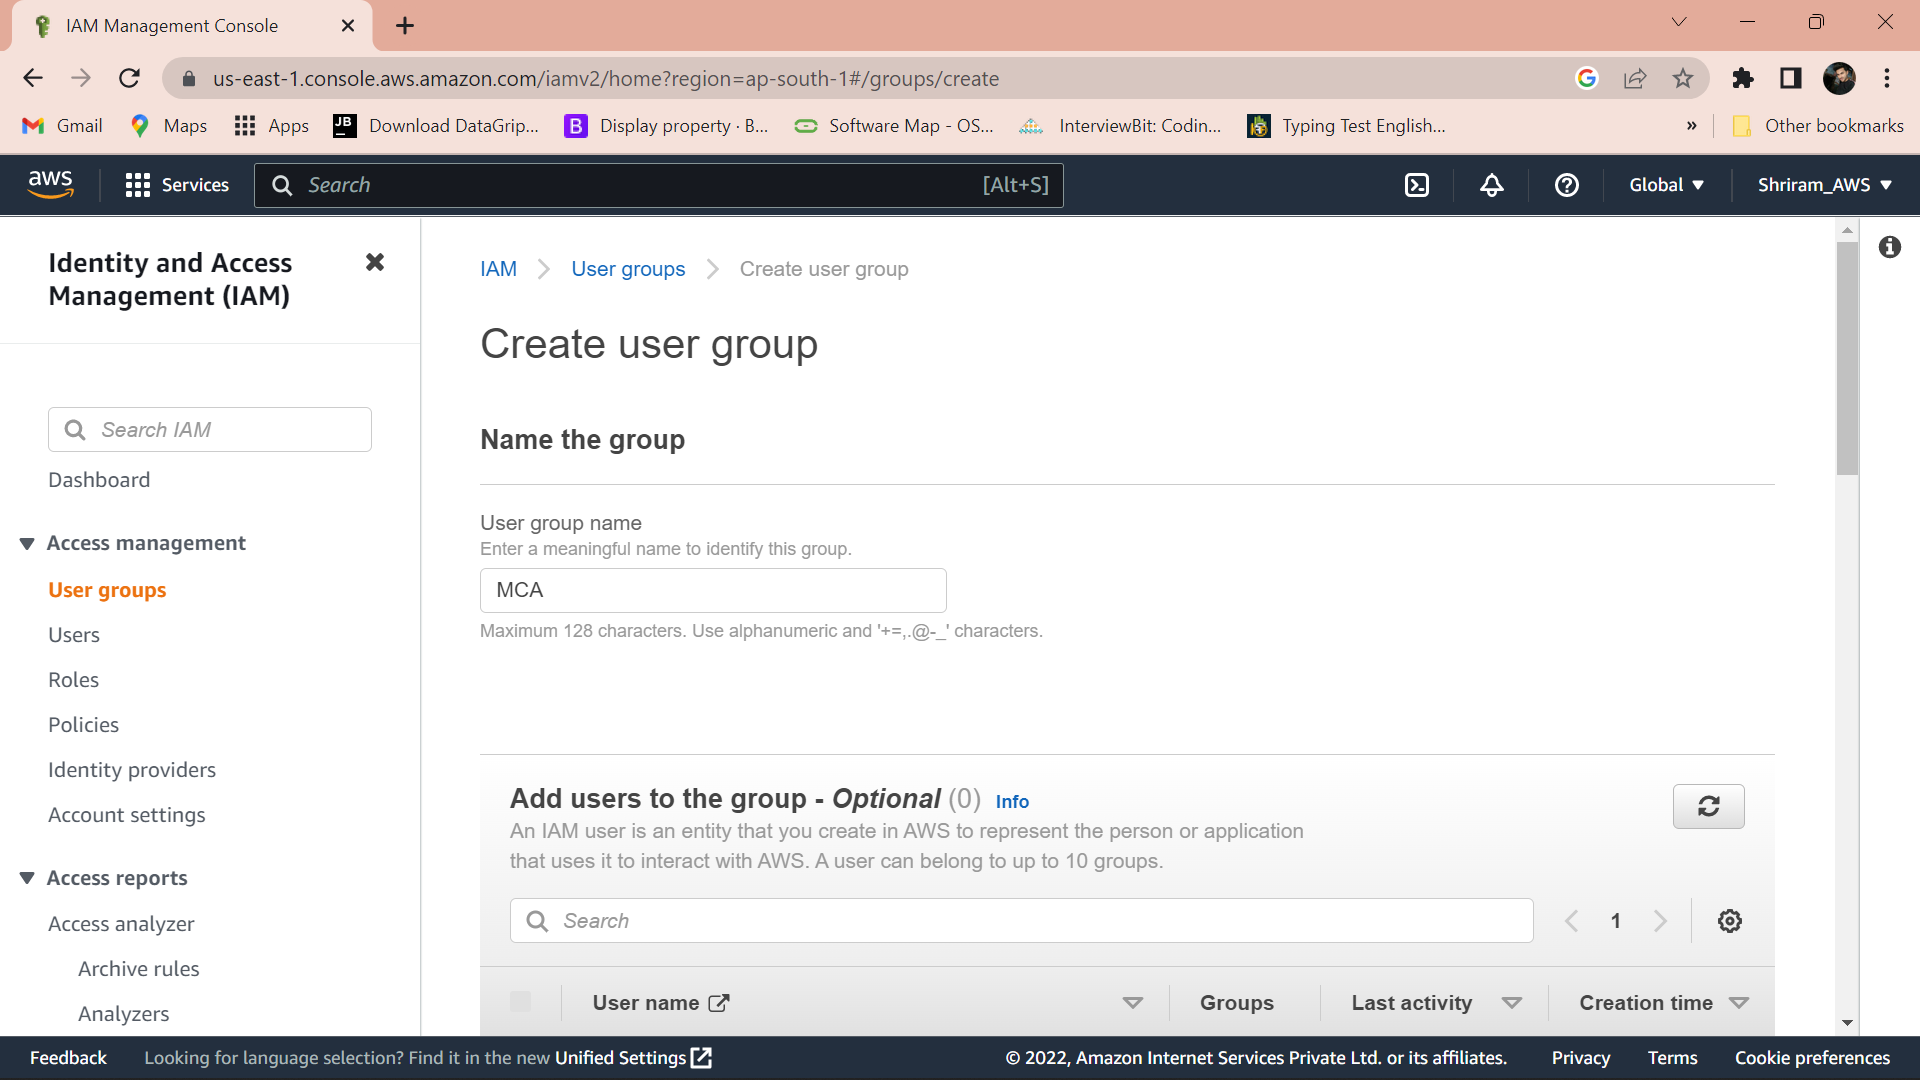 IAM Management Console
us-east-1.console.aws.amazon.com/iamv2/home?region=ap-south-1#/groups/create
Gmail
Maps
Apps
JB
Download DataGrip...
B
Display property · B...
Software Map - OS...
InterviewBit: Codin...
Typing Test English...
»
Other bookmarks
aws
Services
Search
[Alt+S]
Global
Shriram_AWS
Identity and Access
Management (IAM)
Search IAM
Dashboard
Access management
User groups
Users
Roles
Policies
Identity providers
Account settings
Access reports
Access analyzer
Archive rules
Analyzers
IAM
User groups
Create user group
Create user group
Name the group
User group name
Enter a meaningful name to identify this group.
MCA
Maximum 128 characters. Use alphanumeric and '+=,.@-_' characters.
Add users to the group - Optional (0) Info
An IAM user is an entity that you create in AWS to represent the person or application
that uses it to interact with AWS. A user can belong to up to 10 groups.
Search
1
User name
Groups
Last activity
Creation time
Feedback
Looking for language selection? Find it in the new Unified Settings
© 2022, Amazon Internet Services Private Ltd. or its affiliates.
Privacy
Terms
Cookie preferences